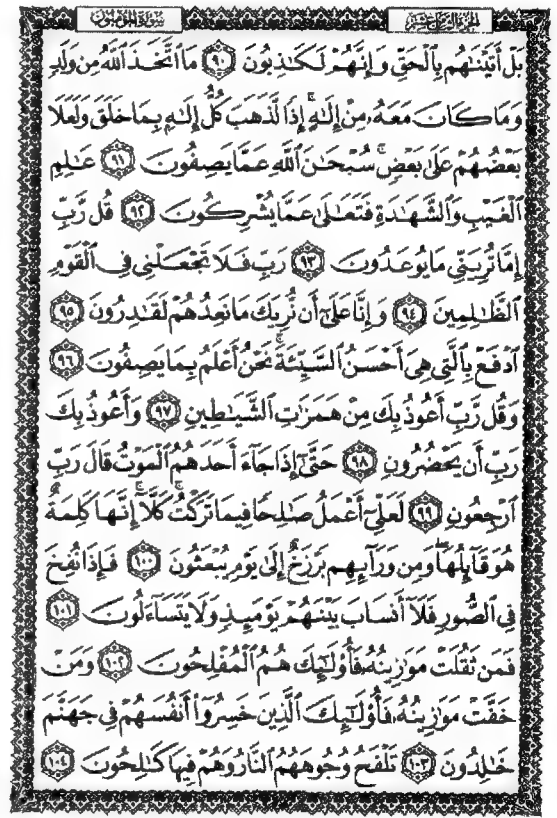 الجزء الثامن عشر
سورة المؤمنون
بَلْ أَتَيْنَٰهُم بِٱلْحَقِّ وَإِنَّهُمْ لَكَٰذِبُونَ ۝٩٠ مَا ٱتَّخَذَ ٱللَّهُ مِن وَلَدٍ
وَمَا كَانَ مَعَهُۥ مِنْ إِلَٰهٍ ۚ إِذًا لَّذَهَبَ كُلُّ إِلَٰهٍۭ بِمَا خَلَقَ وَلَعَلَا
بَعْضُهُمْ عَلَىٰ بَعْضٍ ۚ سُبْحَٰنَ ٱللَّهِ عَمَّا يَصِفُونَ ۝٩١ عَٰلِمِ
ٱلْغَيْبِ وَٱلشَّهَٰدَةِ فَتَعَٰلَىٰ عَمَّا يُشْرِكُونَ ۝٩٢ قُل رَّبِّ
إِمَّا تُرِيَنِّي مَا يُوعَدُونَ ۝٩٣ رَبِّ فَلَا تَجْعَلْنِي فِي ٱلْقَوْمِ
ٱلظَّٰلِمِينَ ۝٩٤ وَإِنَّا عَلَىٰٓ أَن نُّرِيَكَ مَا نَعِدُهُمْ لَقَٰدِرُونَ ۝٩٥
ٱدْفَعْ بِٱلَّتِي هِيَ أَحْسَنُ ٱلسَّيِّئَةَ ۚ نَحْنُ أَعْلَمُ بِمَا يَصِفُونَ ۝٩٦
وَقُل رَّبِّ أَعُوذُ بِكَ مِنْ هَمَزَٰتِ ٱلشَّيَٰطِينِ ۝٩٧ وَأَعُوذُ بِكَ
رَبِّ أَن يَحْضُرُونِ ۝٩٨ حَتَّىٰٓ إِذَا جَآءَ أَحَدَهُمُ ٱلْمَوْتُ قَالَ رَبِّ
ٱرْجِعُونِ ۝٩٩ لَعَلِّيٓ أَعْمَلُ صَٰلِحًا فِيمَا تَرَكْتُ ۚ كَلَّآ ۚ إِنَّهَا كَلِمَةٌ
هُوَ قَآئِلُهَا ۖ وَمِن وَرَآئِهِم بَرْزَخٌ إِلَىٰ يَوْمِ يُبْعَثُونَ ۝١٠٠ فَإِذَا نُفِخَ
فِي ٱلصُّورِ فَلَآ أَنسَابَ بَيْنَهُمْ يَوْمَئِذٍ وَلَا يَتَسَآءَلُونَ ۝١٠١
فَمَن ثَقُلَتْ مَوَٰزِينُهُۥ فَأُو۟لَٰٓئِكَ هُمُ ٱلْمُفْلِحُونَ ۝١٠٢ وَمَنْ
خَفَّتْ مَوَٰزِينُهُۥ فَأُو۟لَٰٓئِكَ ٱلَّذِينَ خَسِرُوٓا۟ أَنفُسَهُمْ فِي جَهَنَّمَ
خَٰلِدُونَ ۝١٠٣ تَلْفَحُ وُجُوهَهُمُ ٱلنَّارُ وَهُمْ فِيهَا كَٰلِحُونَ ۝١٠٤